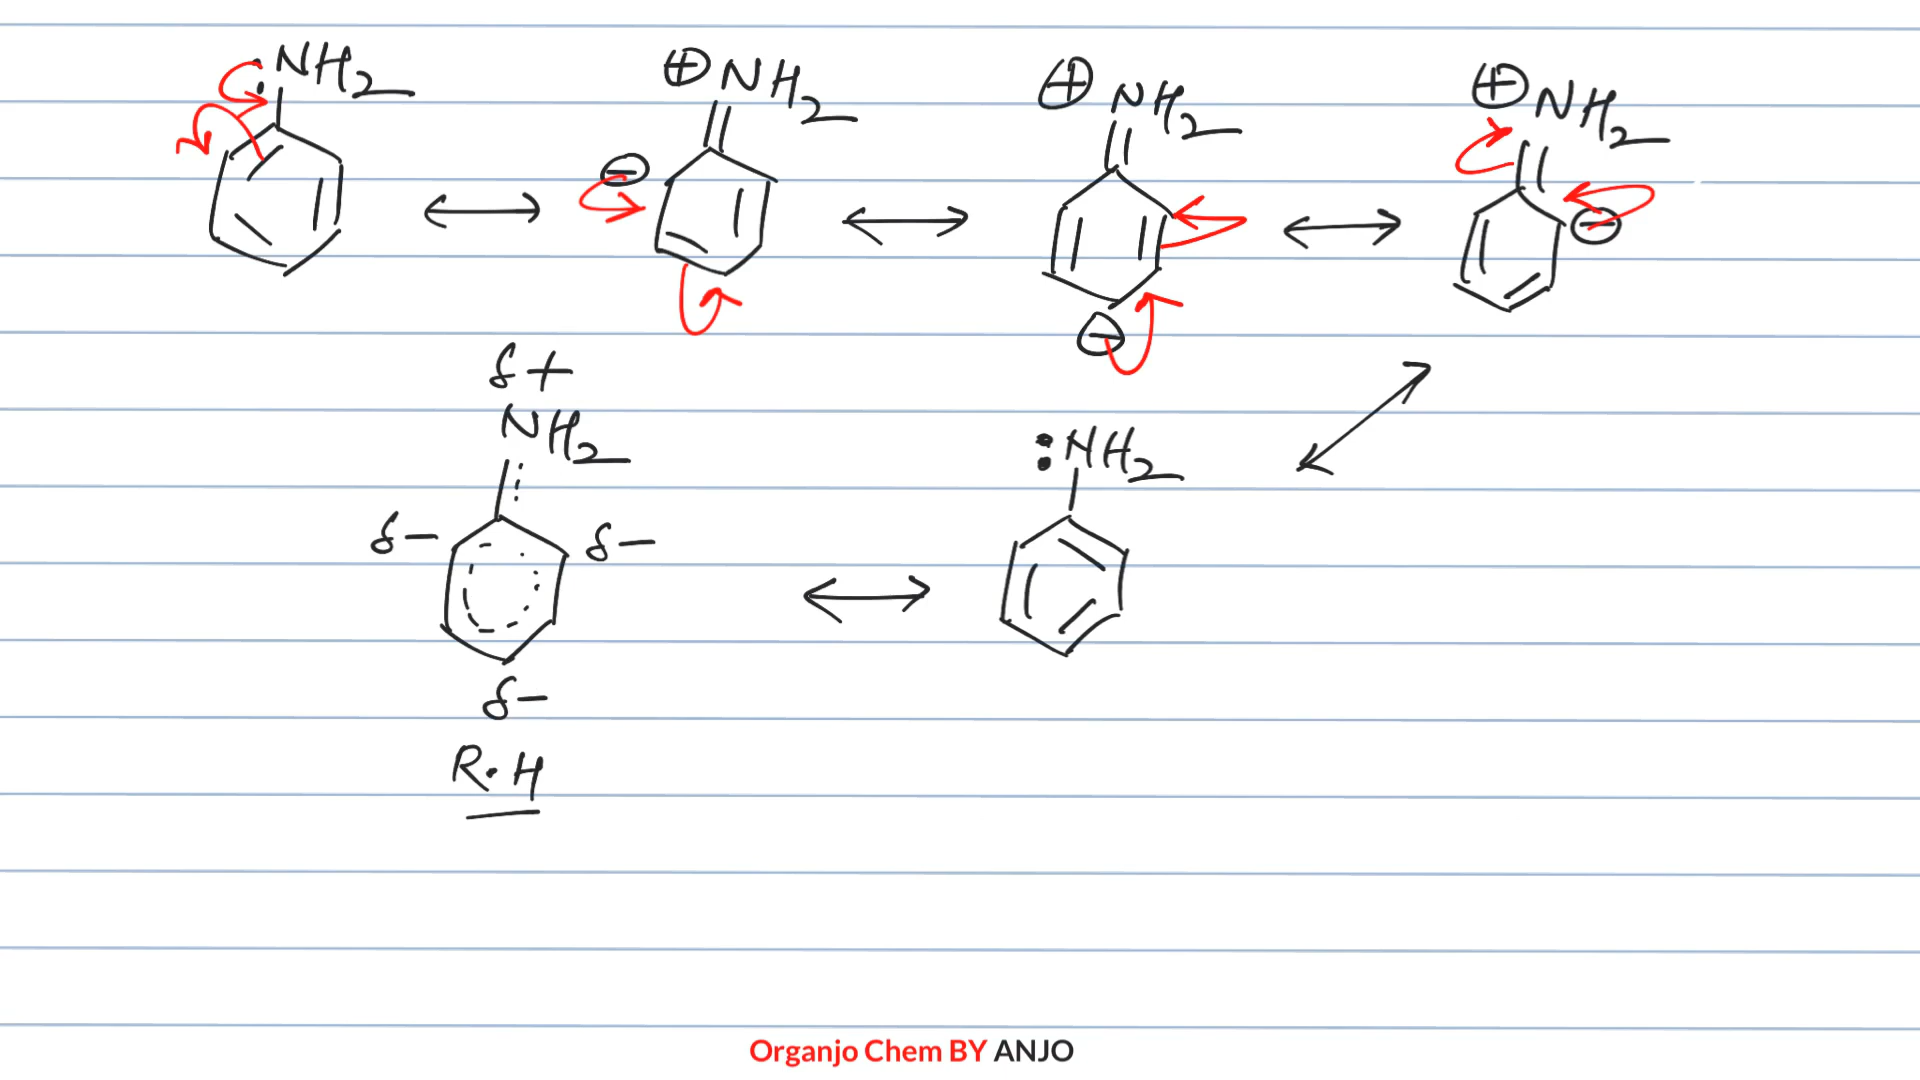 :NH2
⊕NH2
⊕ NH2
⊕NH2
⊖
⊖
⊖
δ+
NH2
δ-
δ-
δ-
R.H
:NH2
Organjo Chem BY ANJO